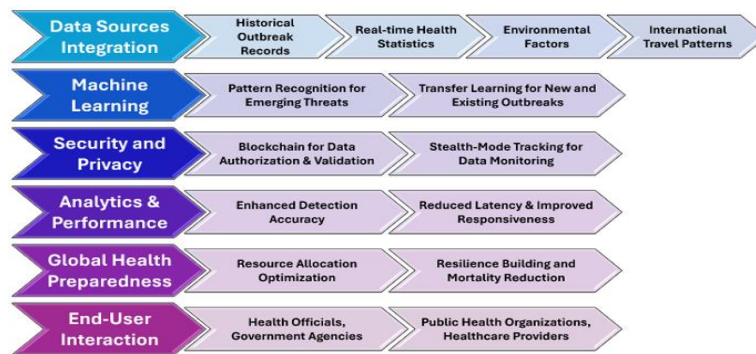 Data Sources
Integration
Historical
Outbreak
Records
Real-time Health
Statistics
Environmental
Factors
International
Travel Patterns
Machine
Learning
Pattern Recognition for
Emerging Threats
Transfer Learning for New and
Existing Outbreaks
Security and
Privacy
Blockchain for Data
Authorization & Validation
Stealth-Mode Tracking for
Data Monitoring
Analytics &
Performance
Enhanced Detection
Accuracy
Reduced Latency & Improved
Responsiveness
Global Health
Preparedness
Resource Allocation
Optimization
Resilience Building and
Mortality Reduction
End-User
Interaction
Health Officials,
Government Agencies
Public Health Organizations,
Healthcare Providers